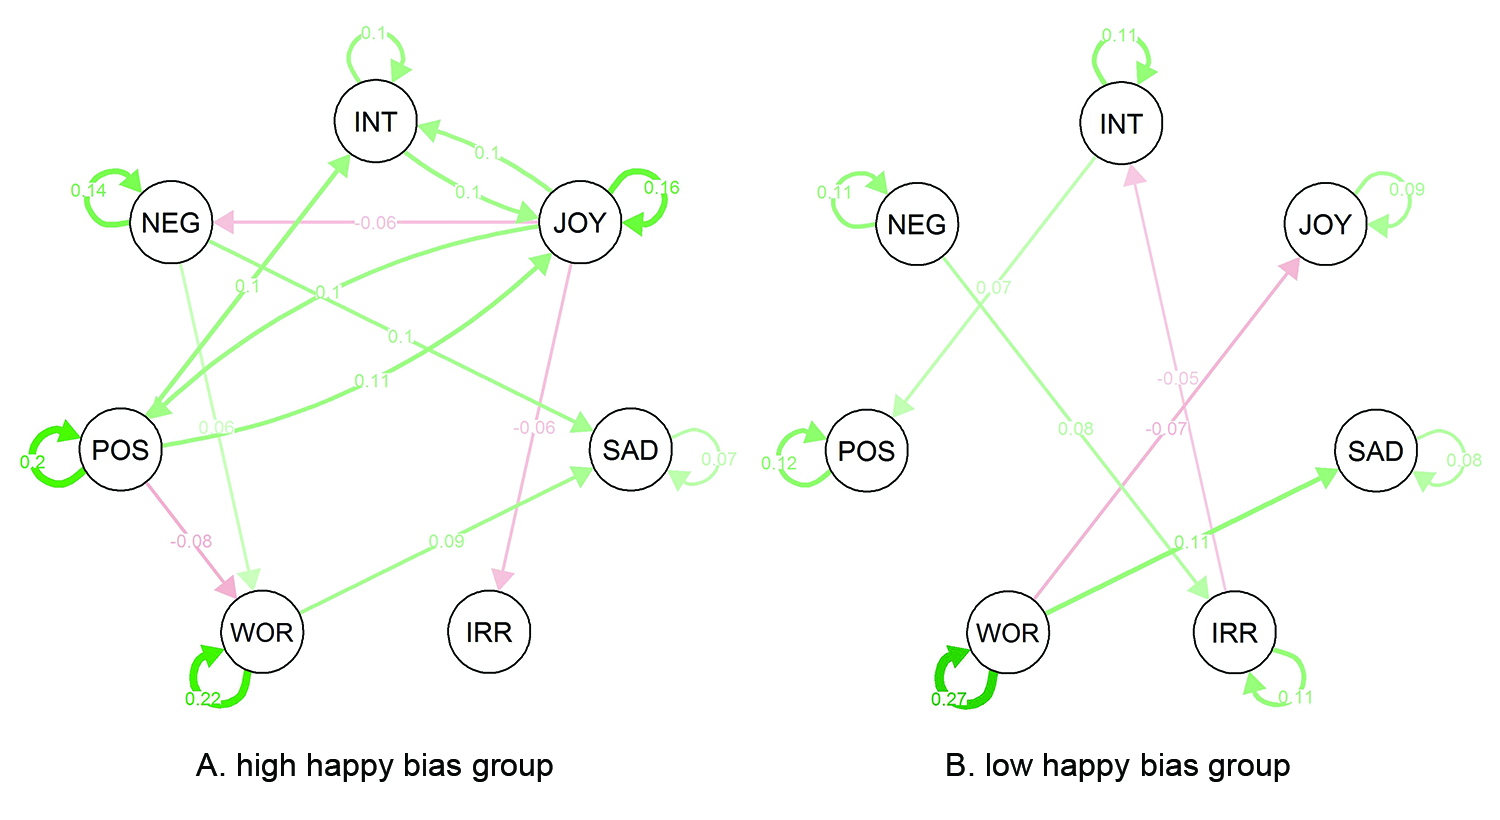 0.1
INT
0.1
0.1
0.14
NEG
-0.06
JOY
0.16
0.1
0.1
0.1
0.11
0.06
-0.06
0.2
POS
SAD
0.07
-0.08
0.09
WOR
IRR
0.22
A. high happy bias group
0.11
INT
0.11
NEG
JOY
0.09
0.07
-0.05
0.08
-0.07
0.12
POS
SAD
0.08
0.11
WOR
IRR
0.27
0.11
B. low happy bias group